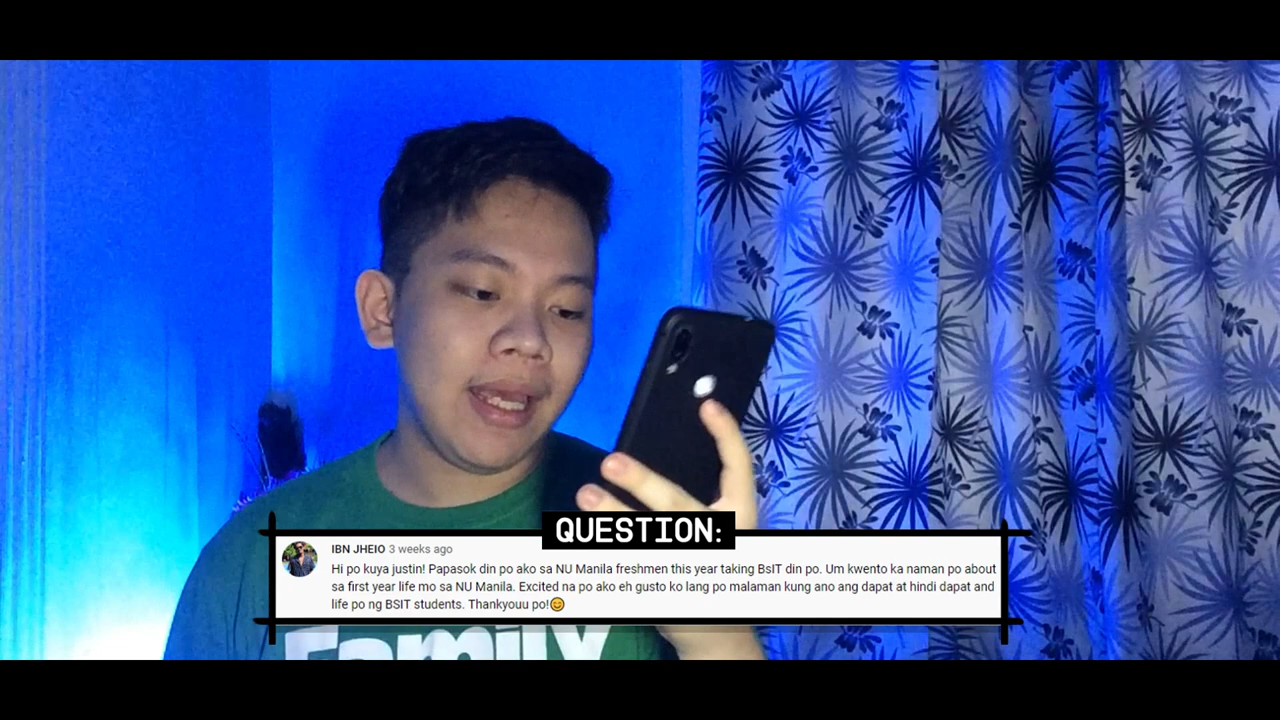 QUESTION:
IBN JHEIO 3 weeks ago
Hi po kuya justin! Papasok din po ako sa NU Manila freshmen this year taking BsIT din po. Um kwento ka naman po about
sa first year life mo sa NU Manila. Excited na po ako eh gusto ko lang po malaman kung ano ang dapat at hindi dapat and
life po ng BSIT students. Thankyouu po!😊
Family